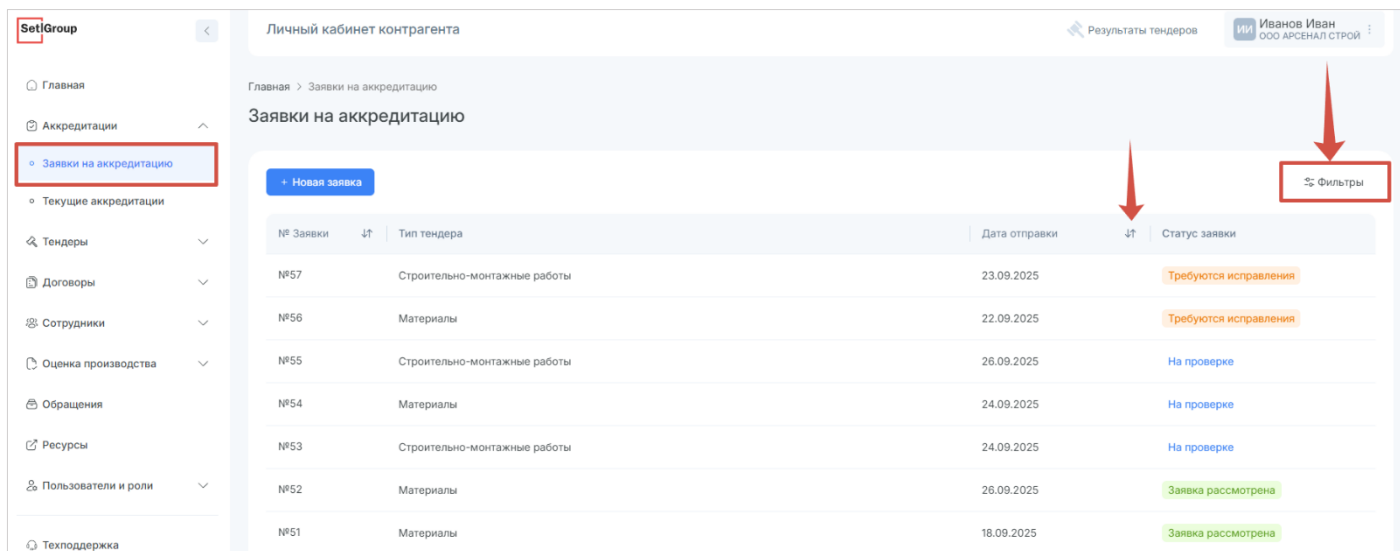 SetlGroup
Личный кабинет контрагента
Результаты тендеров
ИИ
Иванов Иван
ООО АРСЕНАЛ СТРОЙ
Главная
Аккредитации
Заявки на аккредитацию
Текущие аккредитации
Тендеры
Договоры
Сотрудники
Оценка производства
Обращения
Ресурсы
Пользователи и роли
Техподдержка
Главная > Заявки на аккредитацию
Заявки на аккредитацию
+ Новая заявка
Фильтры
№ Заявки Тип тендера Дата отправки Статус заявки
№57 Строительно-монтажные работы 23.09.2025 Требуются исправления
№56 Материалы 22.09.2025 Требуются исправления
№55 Строительно-монтажные работы 26.09.2025 На проверке
№54 Материалы 24.09.2025 На проверке
№53 Строительно-монтажные работы 24.09.2025 На проверке
№52 Материалы 26.09.2025 Заявка рассмотрена
№51 Материалы 18.09.2025 Заявка рассмотрена